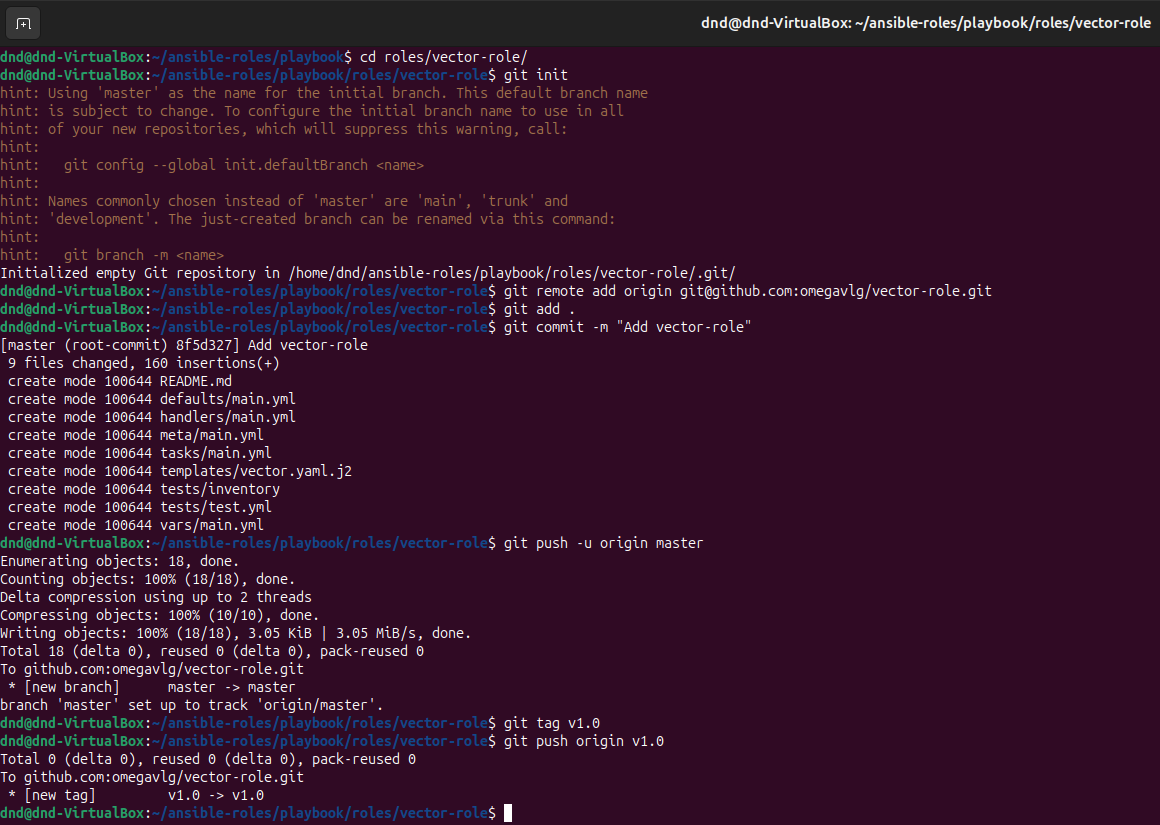 dnd@dnd-VirtualBox: ~/ansible-roles/playbook/roles/vector-role
dnd@dnd-VirtualBox:~/ansible-roles/playbook$ cd roles/vector-role/
dnd@dnd-VirtualBox:~/ansible-roles/playbook/roles/vector-role$ git init
hint: Using 'master' as the name for the initial branch. This default branch name
hint: is subject to change. To configure the initial branch name to use in all
hint: of your new repositories, which will suppress this warning, call:
hint:
hint:   git config --global init.defaultBranch <name>
hint:
hint: Names commonly chosen instead of 'master' are 'main', 'trunk' and
hint: 'development'. The just-created branch can be renamed via this command:
hint:
hint:   git branch -m <name>
Initialized empty Git repository in /home/dnd/ansible-roles/playbook/roles/vector-role/.git/
dnd@dnd-VirtualBox:~/ansible-roles/playbook/roles/vector-role$ git remote add origin git@github.com:omegavlg/vector-role.git
dnd@dnd-VirtualBox:~/ansible-roles/playbook/roles/vector-role$ git add .
dnd@dnd-VirtualBox:~/ansible-roles/playbook/roles/vector-role$ git commit -m "Add vector-role"
[master (root-commit) 8f5d327] Add vector-role
 9 files changed, 160 insertions(+)
 create mode 100644 README.md
 create mode 100644 defaults/main.yml
 create mode 100644 handlers/main.yml
 create mode 100644 meta/main.yml
 create mode 100644 tasks/main.yml
 create mode 100644 templates/vector.yaml.j2
 create mode 100644 tests/inventory
 create mode 100644 tests/test.yml
 create mode 100644 vars/main.yml
dnd@dnd-VirtualBox:~/ansible-roles/playbook/roles/vector-role$ git push -u origin master
Enumerating objects: 18, done.
Counting objects: 100% (18/18), done.
Delta compression using up to 2 threads
Compressing objects: 100% (10/10), done.
Writing objects: 100% (18/18), 3.05 KiB | 3.05 MiB/s, done.
Total 18 (delta 0), reused 0 (delta 0), pack-reused 0
To github.com:omegavlg/vector-role.git
 * [new branch]      master -> master
branch 'master' set up to track 'origin/master'.
dnd@dnd-VirtualBox:~/ansible-roles/playbook/roles/vector-role$ git tag v1.0
dnd@dnd-VirtualBox:~/ansible-roles/playbook/roles/vector-role$ git push origin v1.0
Total 0 (delta 0), reused 0 (delta 0), pack-reused 0
To github.com:omegavlg/vector-role.git
 * [new tag]         v1.0 -> v1.0
dnd@dnd-VirtualBox:~/ansible-roles/playbook/roles/vector-role$